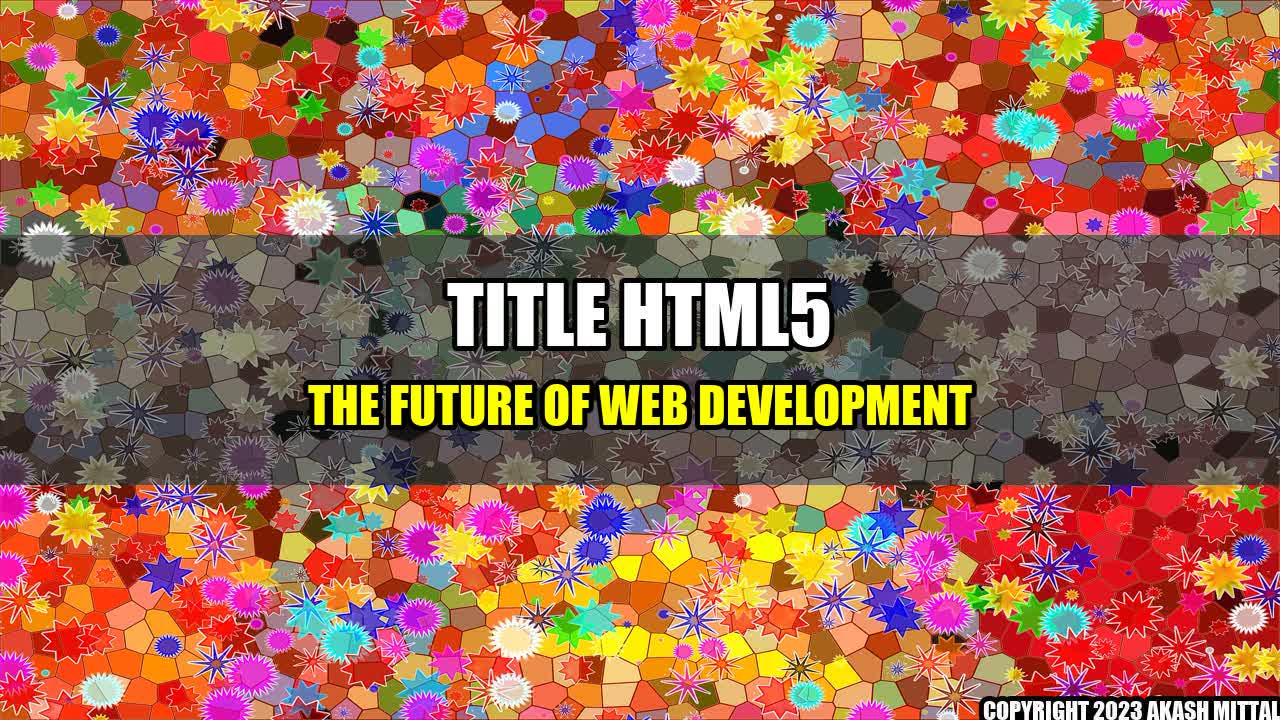 TITLE HTML5
THE FUTURE OF WEB DEVELOPMENT
COPYRIGHT 2023 AKASH MITTAL